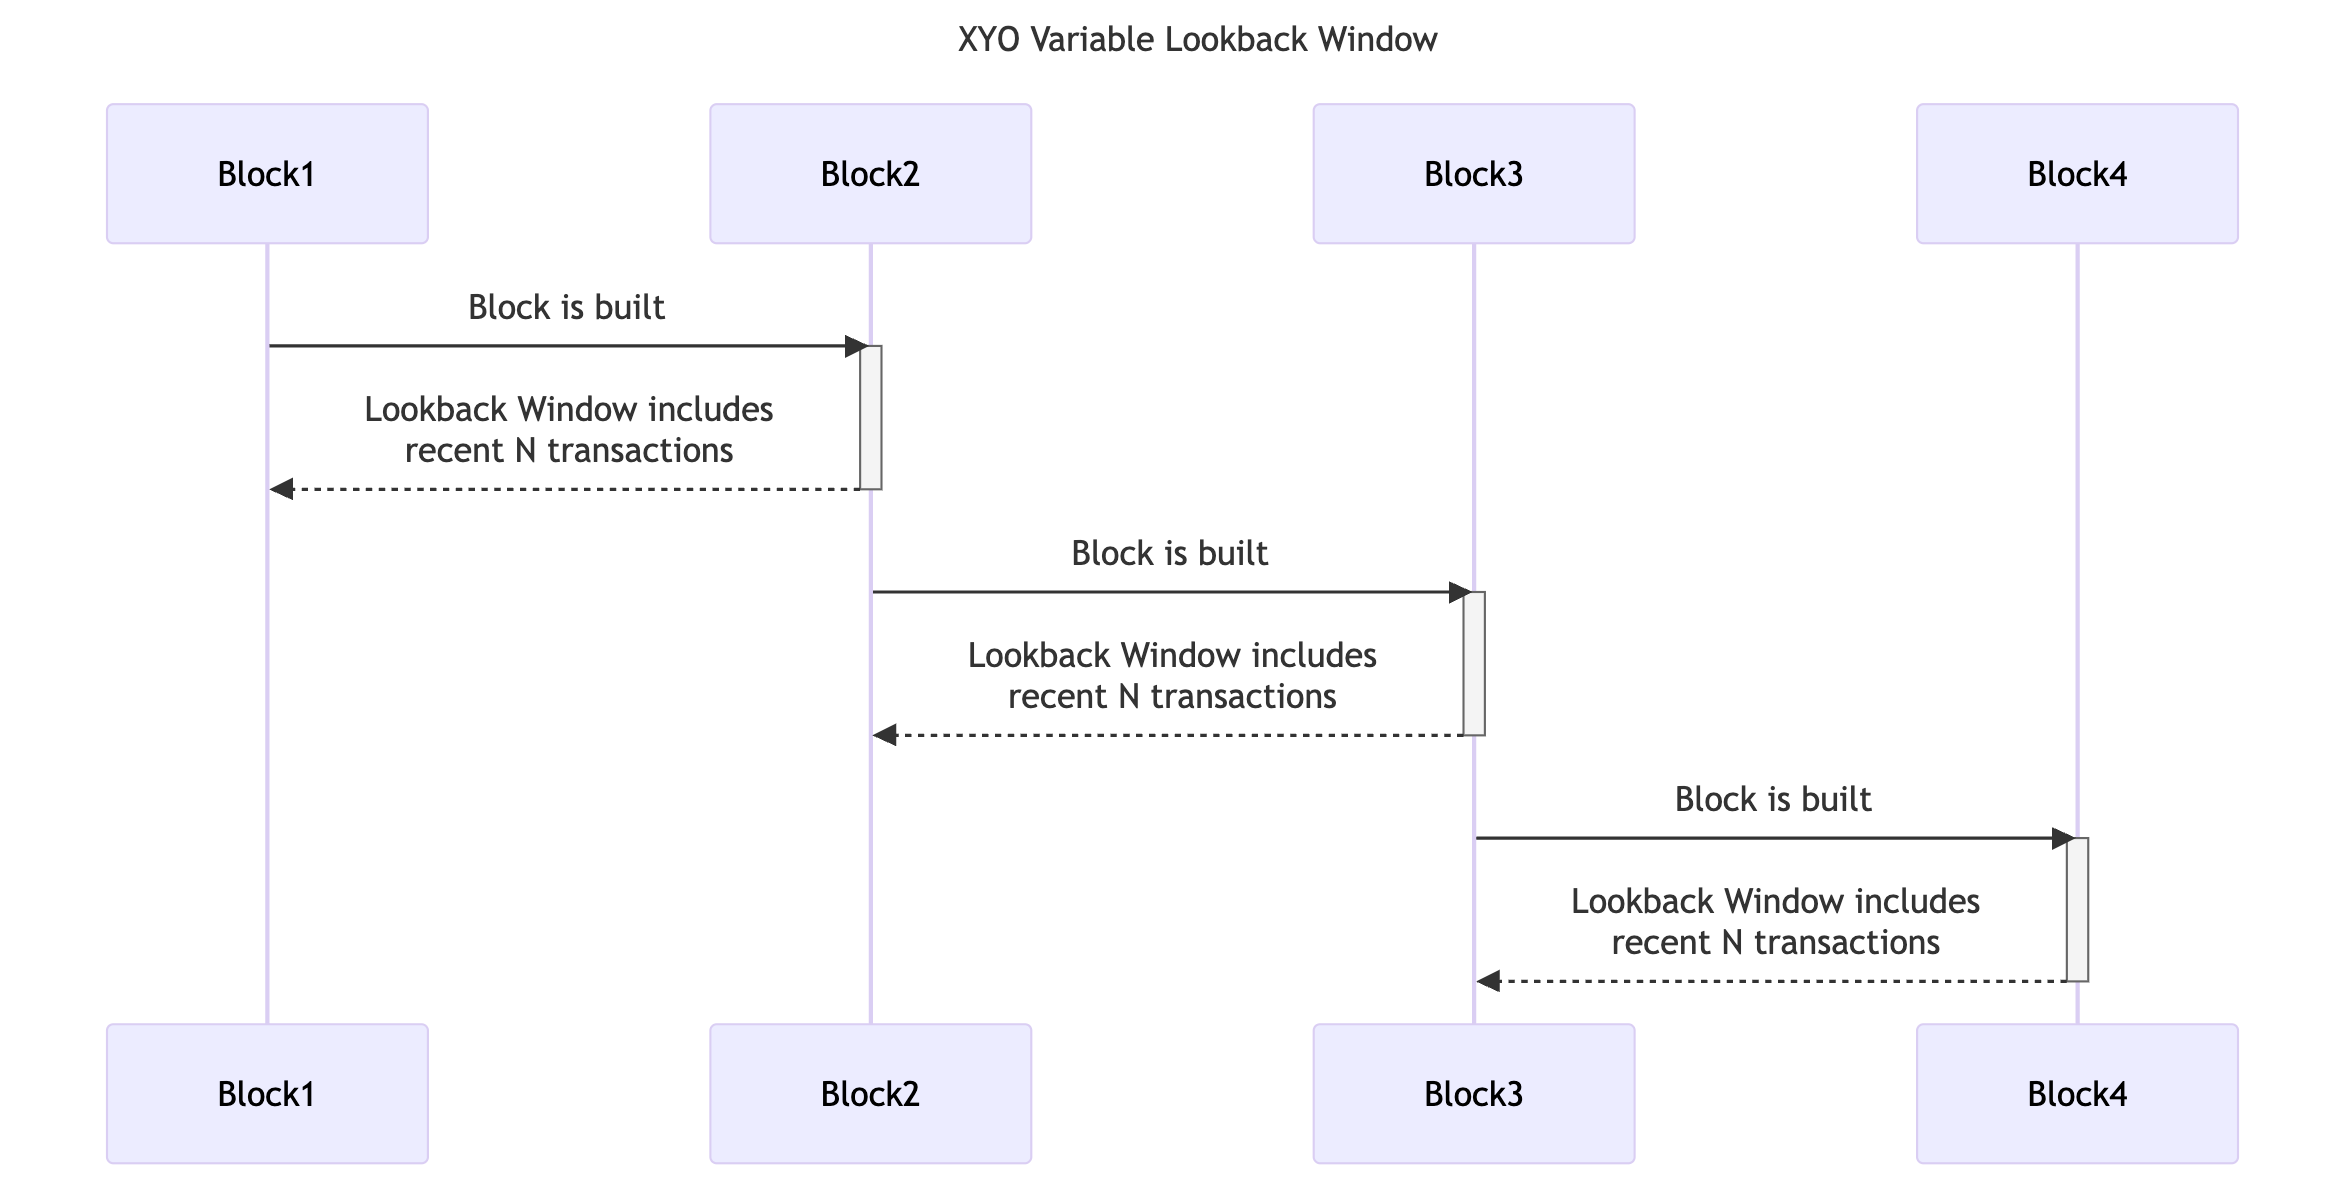 XYO Variable Lookback Window
Block1
Block2
Block3
Block4
Block is built
Lookback Window includes
recent N transactions
Block is built
Lookback Window includes
recent N transactions
Block is built
Lookback Window includes
recent N transactions
Block1
Block2
Block3
Block4